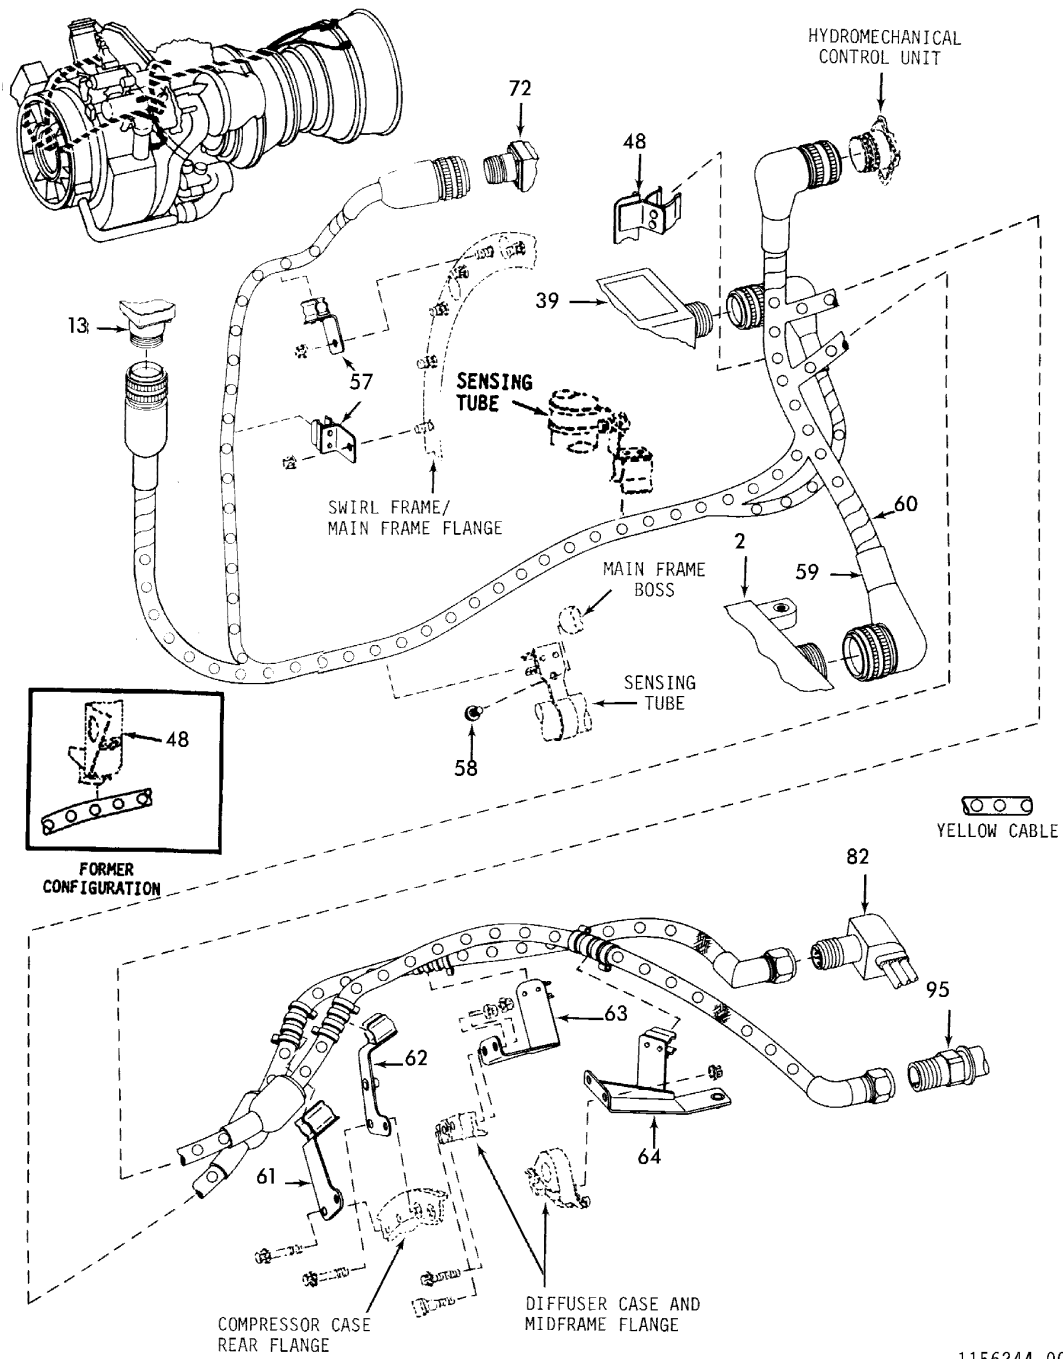 HYDROMECHANICAL
CONTROL UNIT
72
48
39
13
57
SENSING
TUBE
SWIRL FRAME/
MAIN FRAME FLANGE
60
2
59
MAIN FRAME
BOSS
SENSING
TUBE
58
48
FORMER
CONFIGURATION
YELLOW CABLE
82
95
63
62
64
61
DIFFUSER CASE AND
MIDFRAME FLANGE
COMPRESSOR CASE
REAR FLANGE